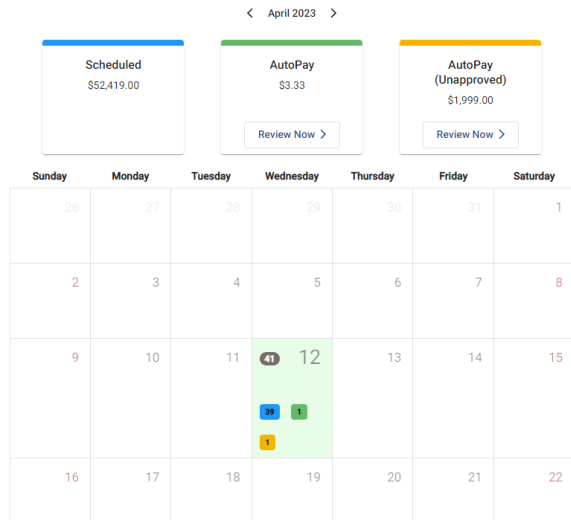 April 2023
Scheduled
$52,419.00
AutoPay
$3.33
Review Now
AutoPay
(Unapproved)
$1,999.00
Review Now
Sunday Monday Tuesday Wednesday Thursday Friday Saturday
26 27 28 29 30 31 1
2 3 4 5 6 7 8
9 10 11 41 12 13 14 15
39 1
1
16 17 18 19 20 21 22